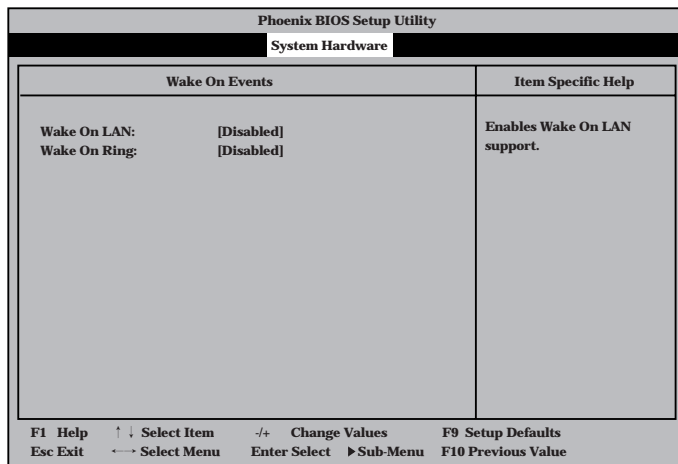 Phoenix BIOS Setup Utility
System Hardware
Wake On Events
Item Specific Help
Wake On LAN: [Disabled]
Wake On Ring: [Disabled]
Enables Wake On LAN
support.
F1 Help ↑↓ Select Item -/+ Change Values F9 Setup Defaults
Esc Exit ←→ Select Menu Enter Select ▶Sub-Menu F10 Previous Value